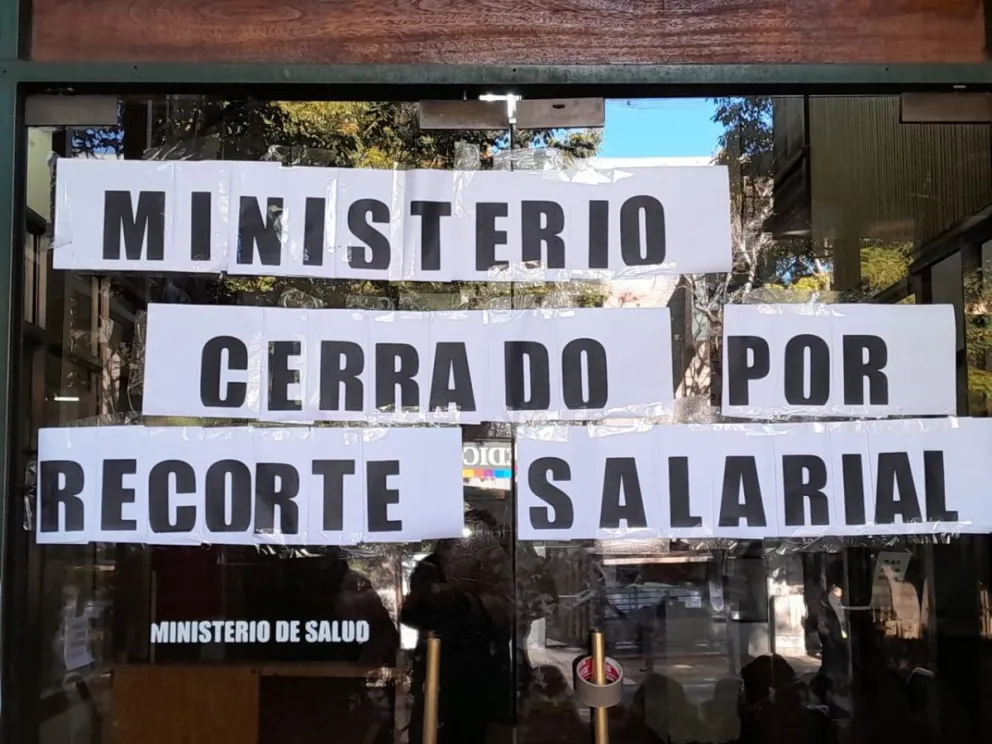 MINISTERIO
CERRADO POR
RECORTE SALARIAL
MINISTERIO DE SALUD